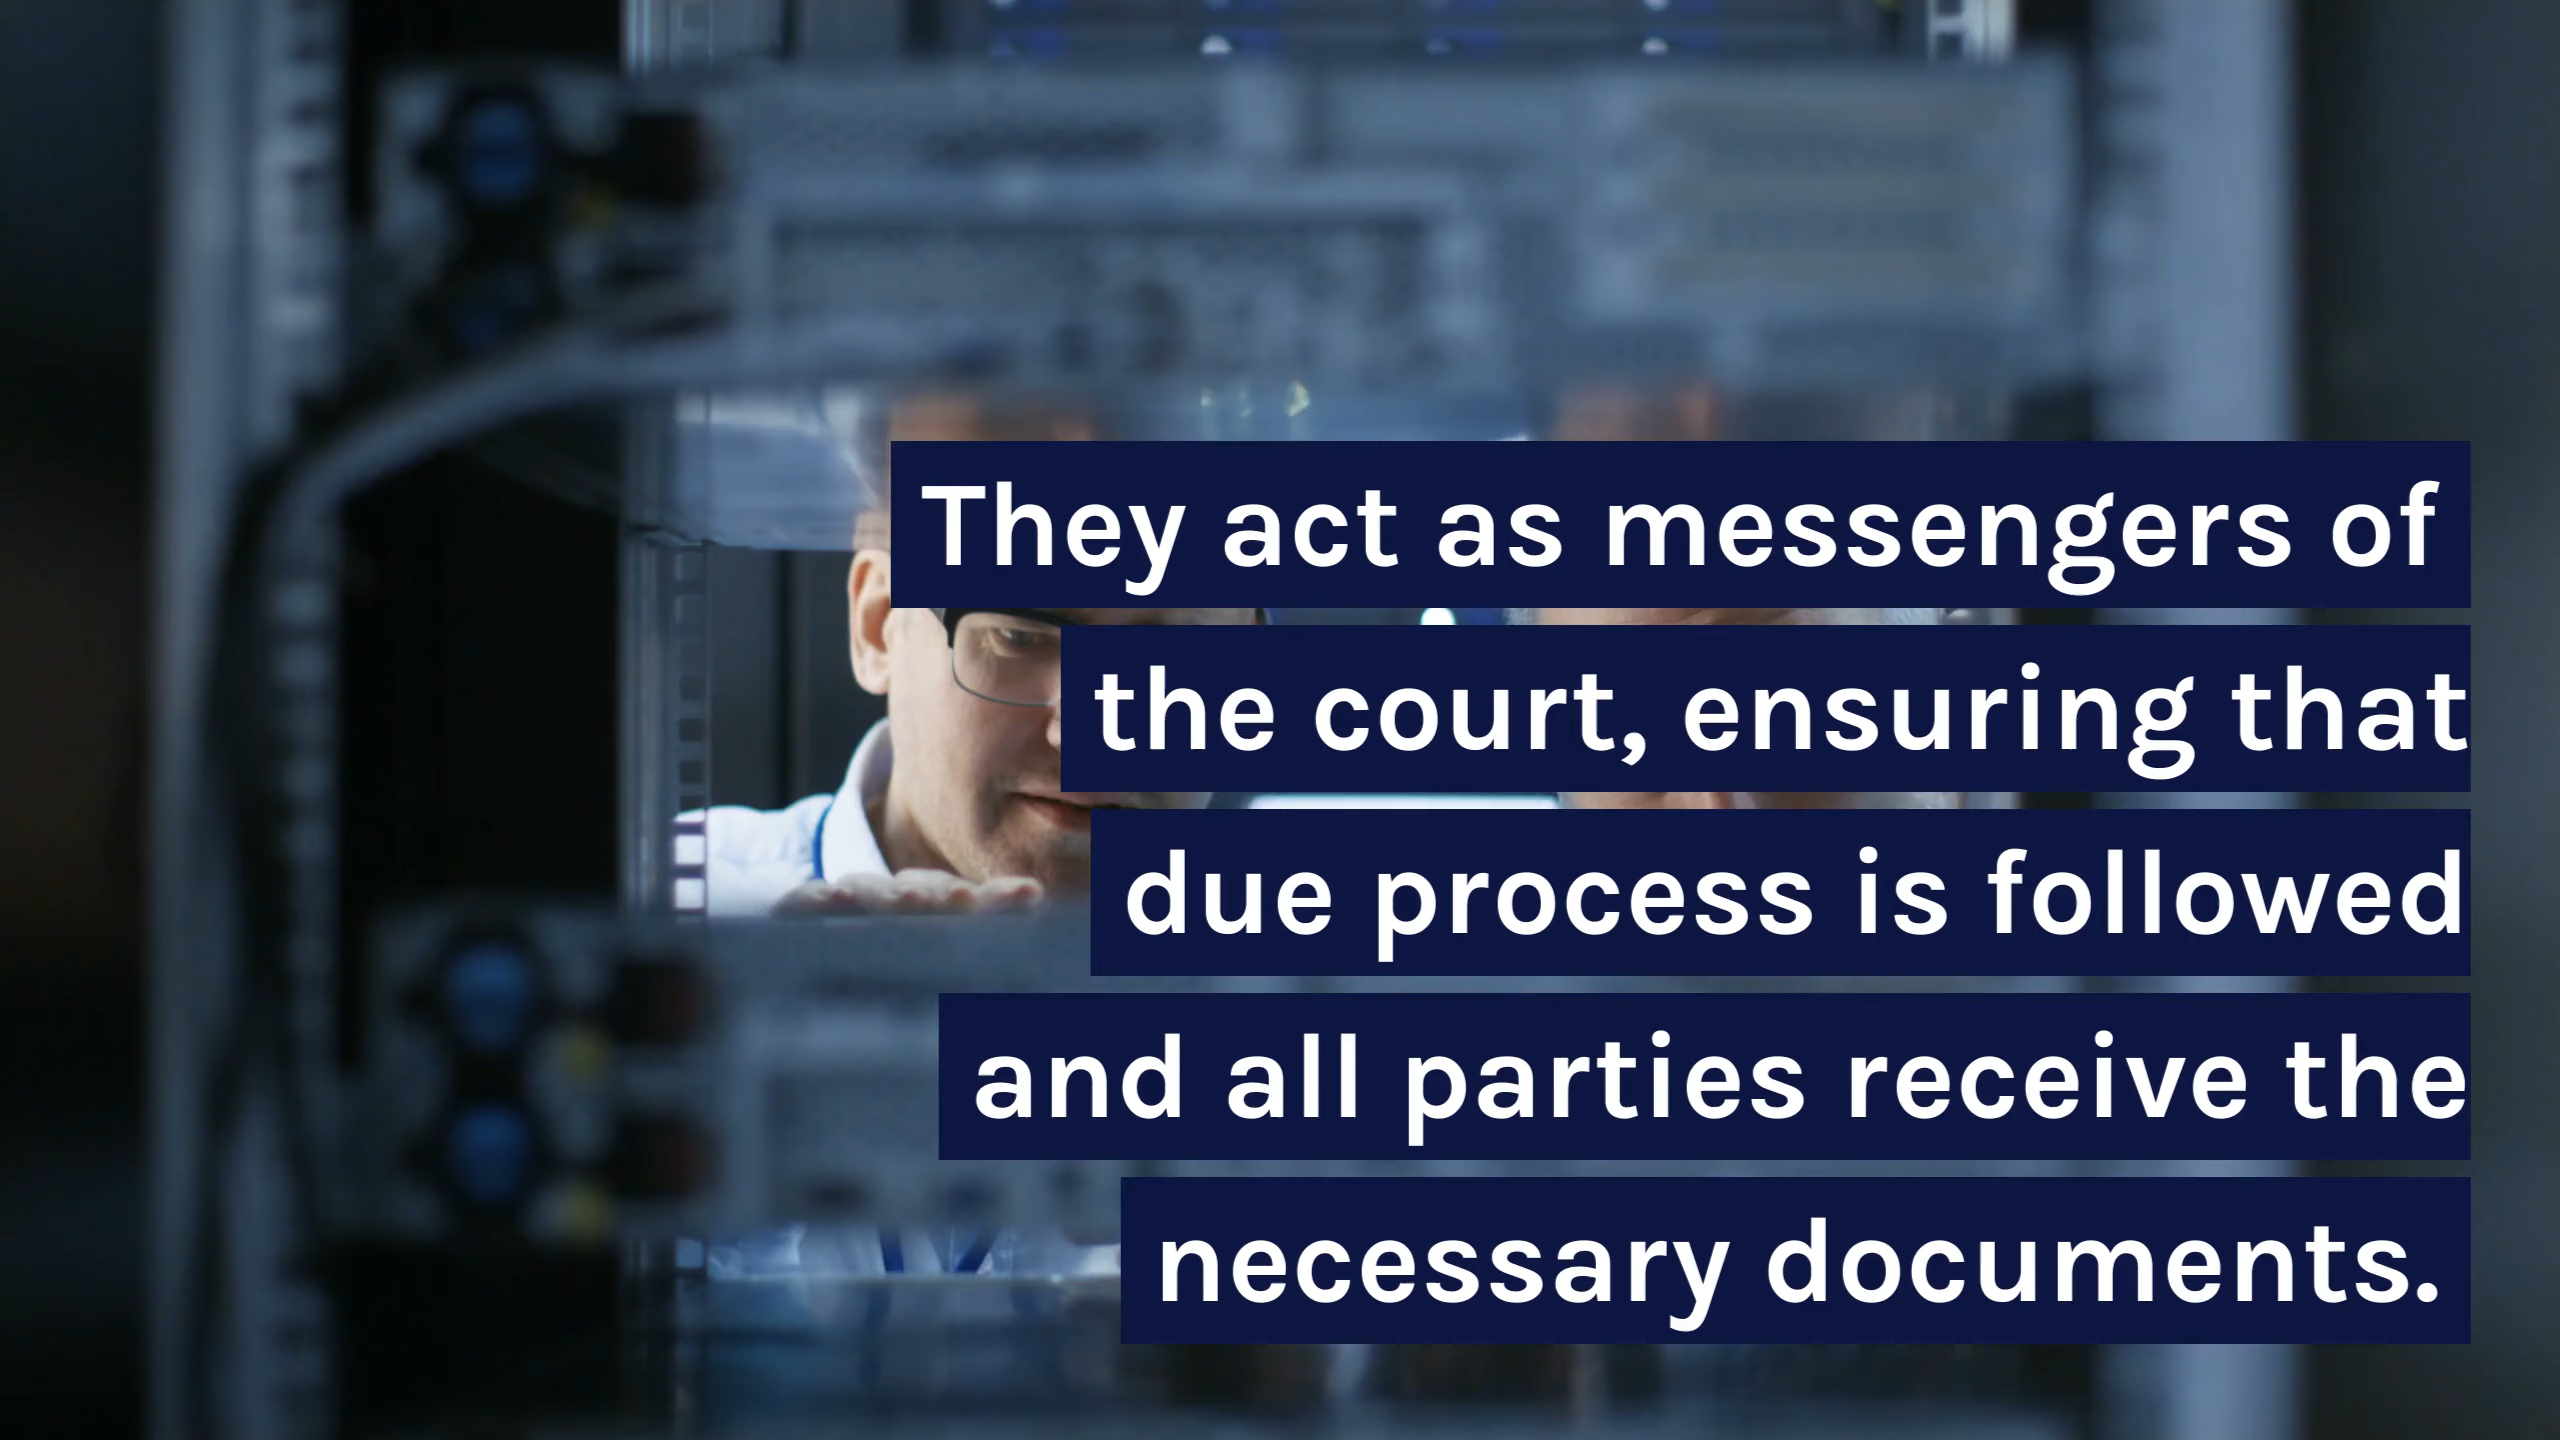 They act as messengers of
the court, ensuring that
due process is followed
and all parties receive the
necessary documents.